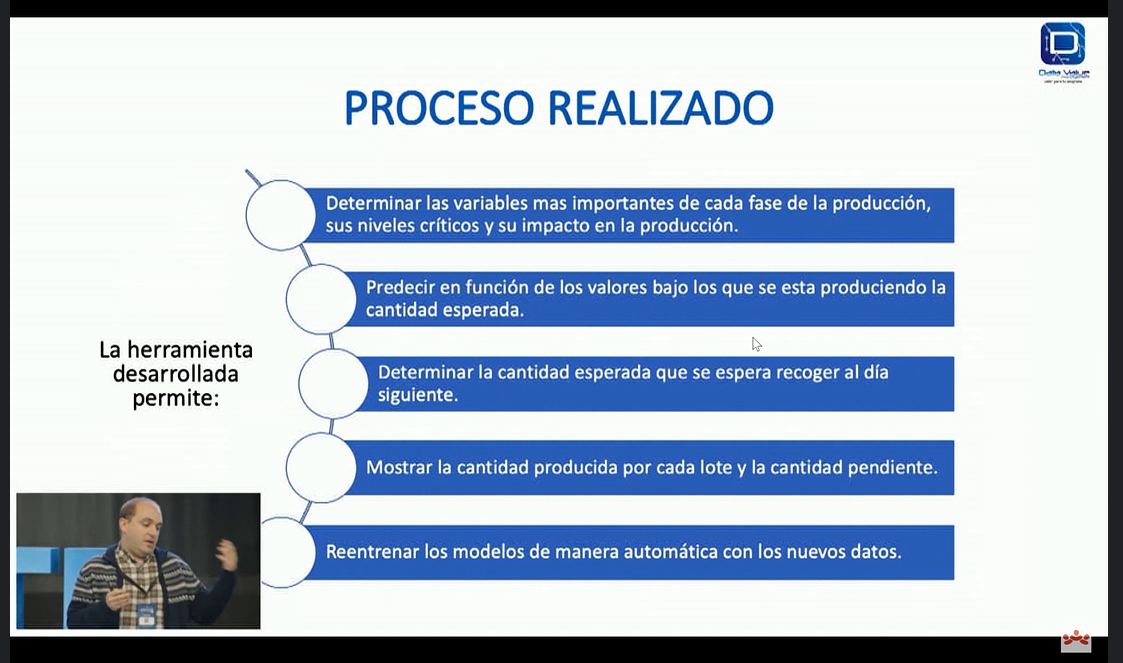 Data Value
PROCESO REALIZADO
La herramienta
desarrollada
permite:
Determinar las variables mas importantes de cada fase de la producción,
sus niveles críticos y su impacto en la producción.
Predecir en función de los valores bajo los que se esta produciendo la
cantidad esperada.
Determinar la cantidad esperada que se espera recoger al día
siguiente.
Mostrar la cantidad producida por cada lote y la cantidad pendiente.
Reentrenar los modelos de manera automática con los nuevos datos.